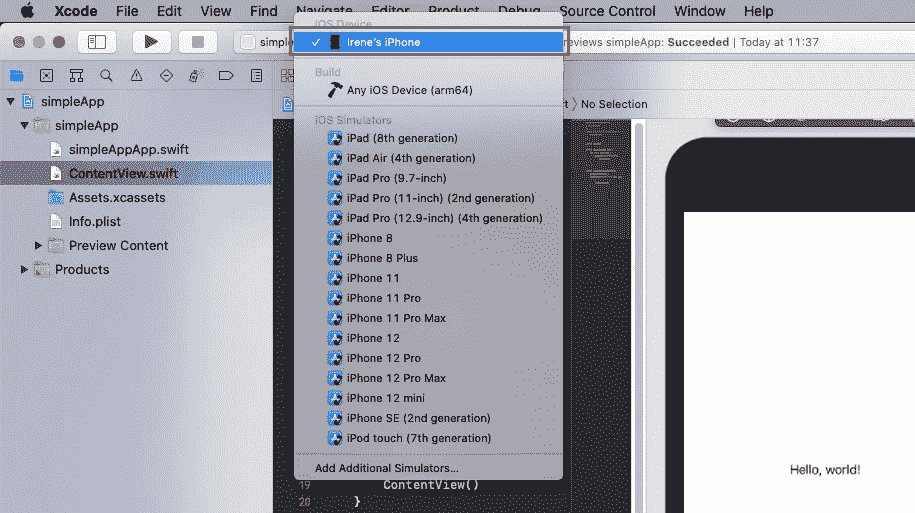 Xcode File Edit View Find Navigate Editor Product Debug Source Control Window Help
iOS Device
simple
Irene's iPhone
reviews simpleApp: Succeeded | Today at 11:37
Build
Any iOS Device (arm64)
simpleApp
No Selection
iOS Simulators
simpleApp
iPad (8th generation)
simpleAppApp.swift
iPad Air (4th generation)
ContentView.swift
iPad Pro (9.7-inch)
Assets.xcassets
iPad Pro (11-inch) (2nd generation)
Info.plist
iPad Pro (12.9-inch) (4th generation)
iPhone 8
Preview Content
iPhone 8 Plus
Products
iPhone 11
iPhone 11 Pro
iPhone 11 Pro Max
iPhone 12
iPhone 12 Pro
iPhone 12 Pro Max
iPhone 12 mini
iPhone SE (2nd generation)
iPod touch (7th generation)
Add Additional Simulators...
Hello, world!
19 ContentView()
20 }